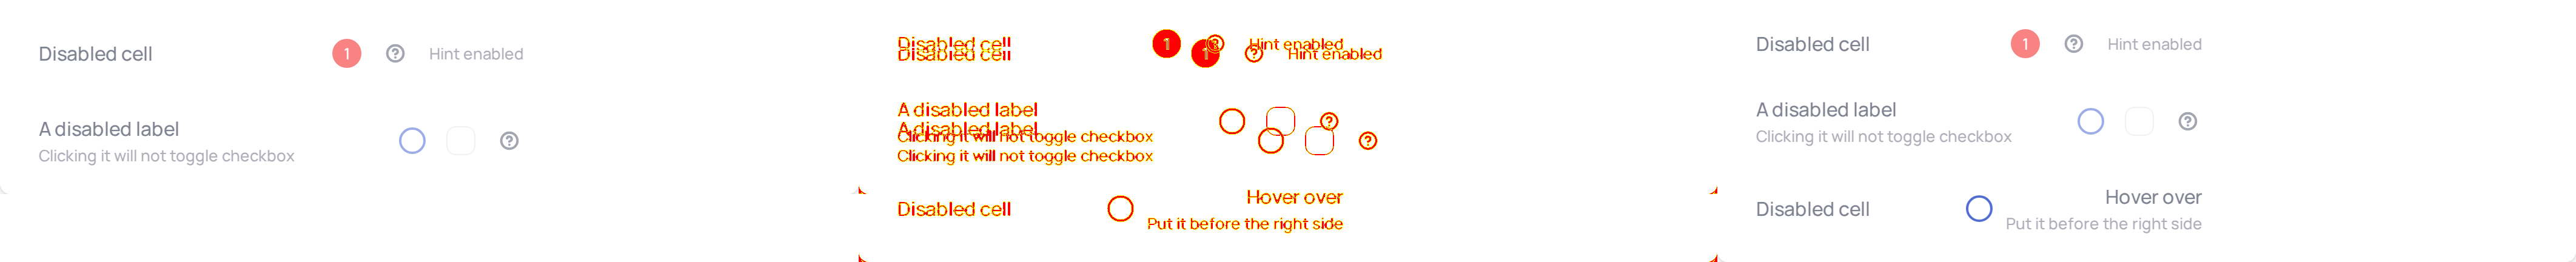 Disabled cell 1 Hint enabled
A disabled label
Clicking it will not toggle checkbox
Disabled cell 1 Hint enabled
Disabled cell 1 Hint enabled
A disabled label
A disabled label
Clicking it will not toggle checkbox
Clicking it will not toggle checkbox
Hover over
Disabled cell
Put it before the right side
Disabled cell 1 Hint enabled
A disabled label
Clicking it will not toggle checkbox
Hover over
Disabled cell
Put it before the right side